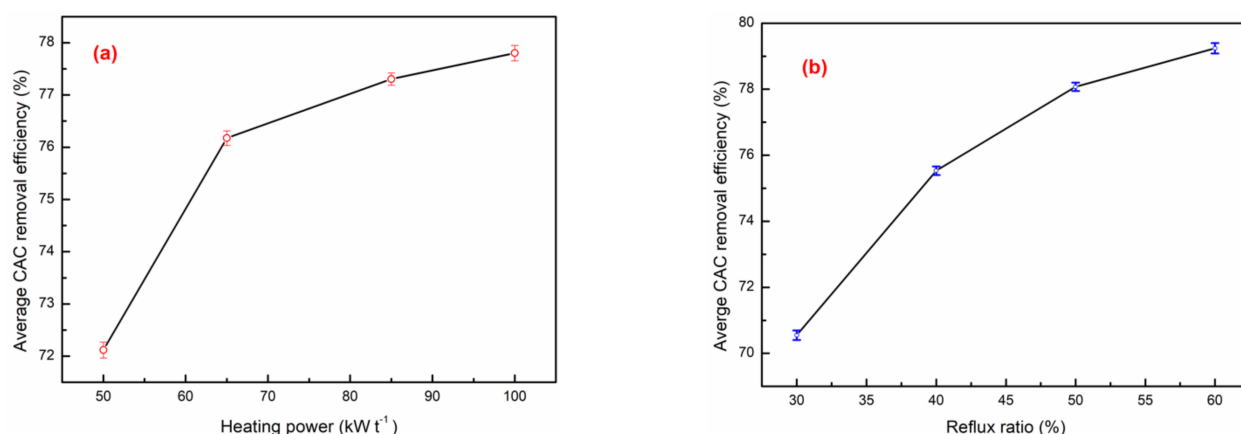 (a)
Average CAC removal efficiency (%)
78
77
76
75
74
73
72
50 60 70 80 90 100
Heating power (kW t⁻¹)
(b)
Averge CAC removal efficiency (%)
80
78
76
74
72
70
30 35 40 45 50 55 60
Reflux ratio (%)